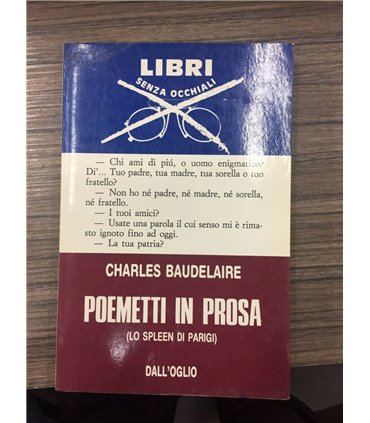 LIBRI
SENZA OCCHIALI
— Chi ami di più, o uomo enigmatico?
Di'... Tuo padre, tua madre, tua sorella o tuo
fratello?
— Non ho né padre, né madre, né sorella,
né fratello.
— I tuoi amici?
— Usate una parola il cui senso mi è rima-
sto ignoto fino ad oggi.
— La tua patria?
CHARLES BAUDELAIRE
POEMETTI IN PROSA
(LO SPLEEN DI PARIGI)
DALL'OGLIO